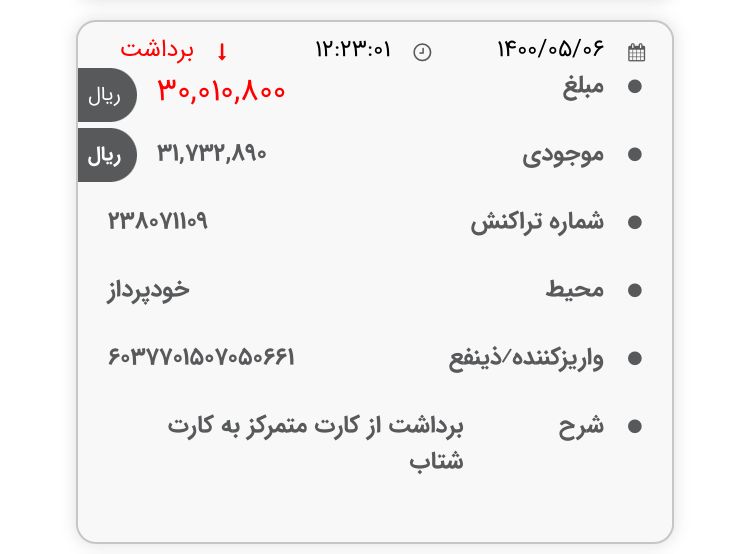 ۱۴۰۰/۰۵/۰۶ ۱۲:۲۳:۰۱ برداشت
مبلغ ۳۰,۰۱۰,۸۰۰ ریال
موجودی ۳۱,۷۳۲,۸۹۰ ریال
شماره تراکنش ۲۳۸۰۷۱۱۰۹
محیط خودپرداز
واریزکننده/ذینفع ۶۰۳۷۷۰۱۵۰۷۰۵۰۶۶۱
شرح برداشت از کارت متمرکز به کارت
شتاب